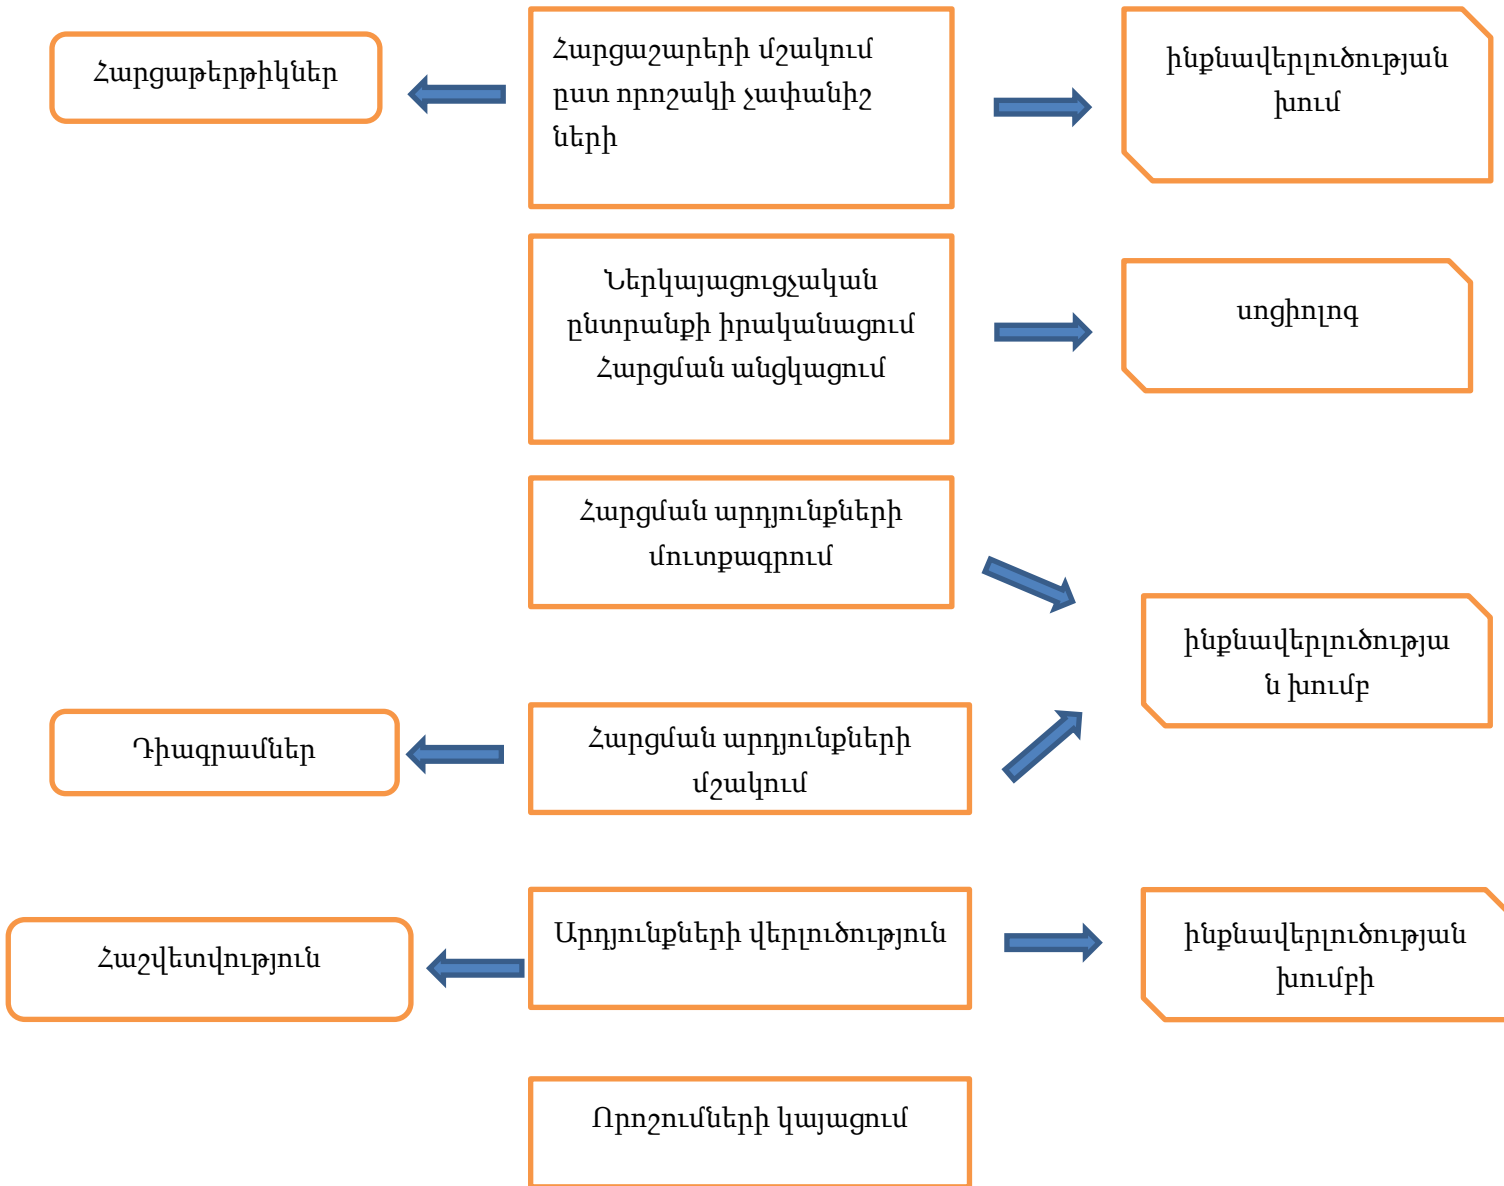 Հարցաթերթիկներ
Հարցաշարերի մշակում
ըստ որոշակի չափանիշ
ների
ինքնավերլուծության
խում
Ներկայացուցչական
ընտրանքի իրականացում
Հարցման անցկացում
սոցիոլոգ
Հարցման արդյունքների
մուտքագրում
ինքնավերլուծությա
ն խումբ
Դիագրամներ
Հարցման արդյունքների
մշակում
Հաշվետվություն
Արդյունքների վերլուծություն
ինքնավերլուծության
խումբի
Որոշումների կայացում